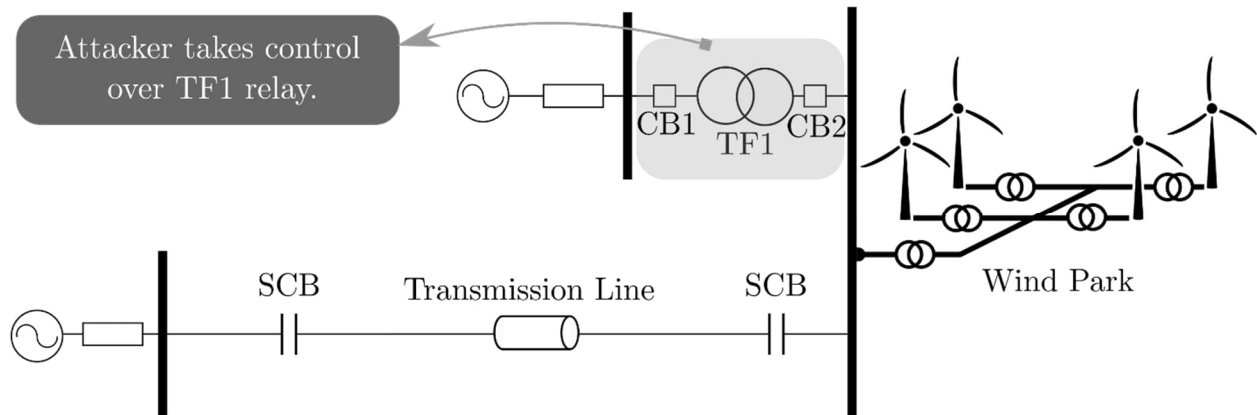 Attacker takes control
over TF1 relay.
CB1
TF1
CB2
SCB
Transmission Line
SCB
Wind Park